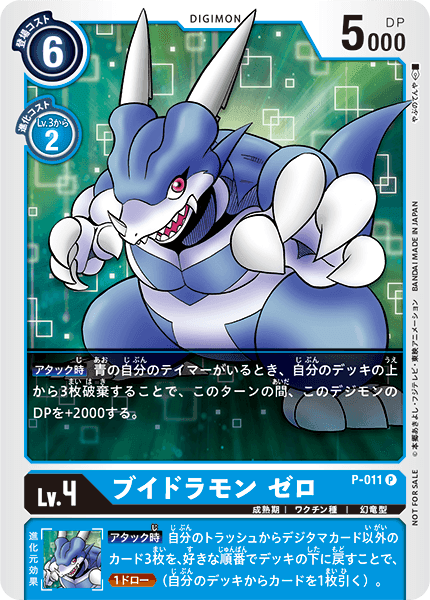 登場コスト
6
DIGIMON
DP
5000
進化コスト
Lv.3から
2
やぶのてんや
アタック時 青の自分のテイマーがいるとき、自分のデッキの上
から3枚破棄することで、このターンの間、このデジモンの
DPを+2000する。
P-011 P
Lv.4
ブイドラモン ゼロ
成熟期 | ワクチン種 | 幻竜型
進化元効果
アタック時 自分のトラッシュからデジタマカード以外の
カード3枚を、好きな順番でデッキの下に戻すことで、
1ドロー (自分のデッキからカードを1枚引く)。
©本郷あきよし・フジテレビ・東映アニメーション
BANDAI MADE IN JAPAN
NOT FOR SALE